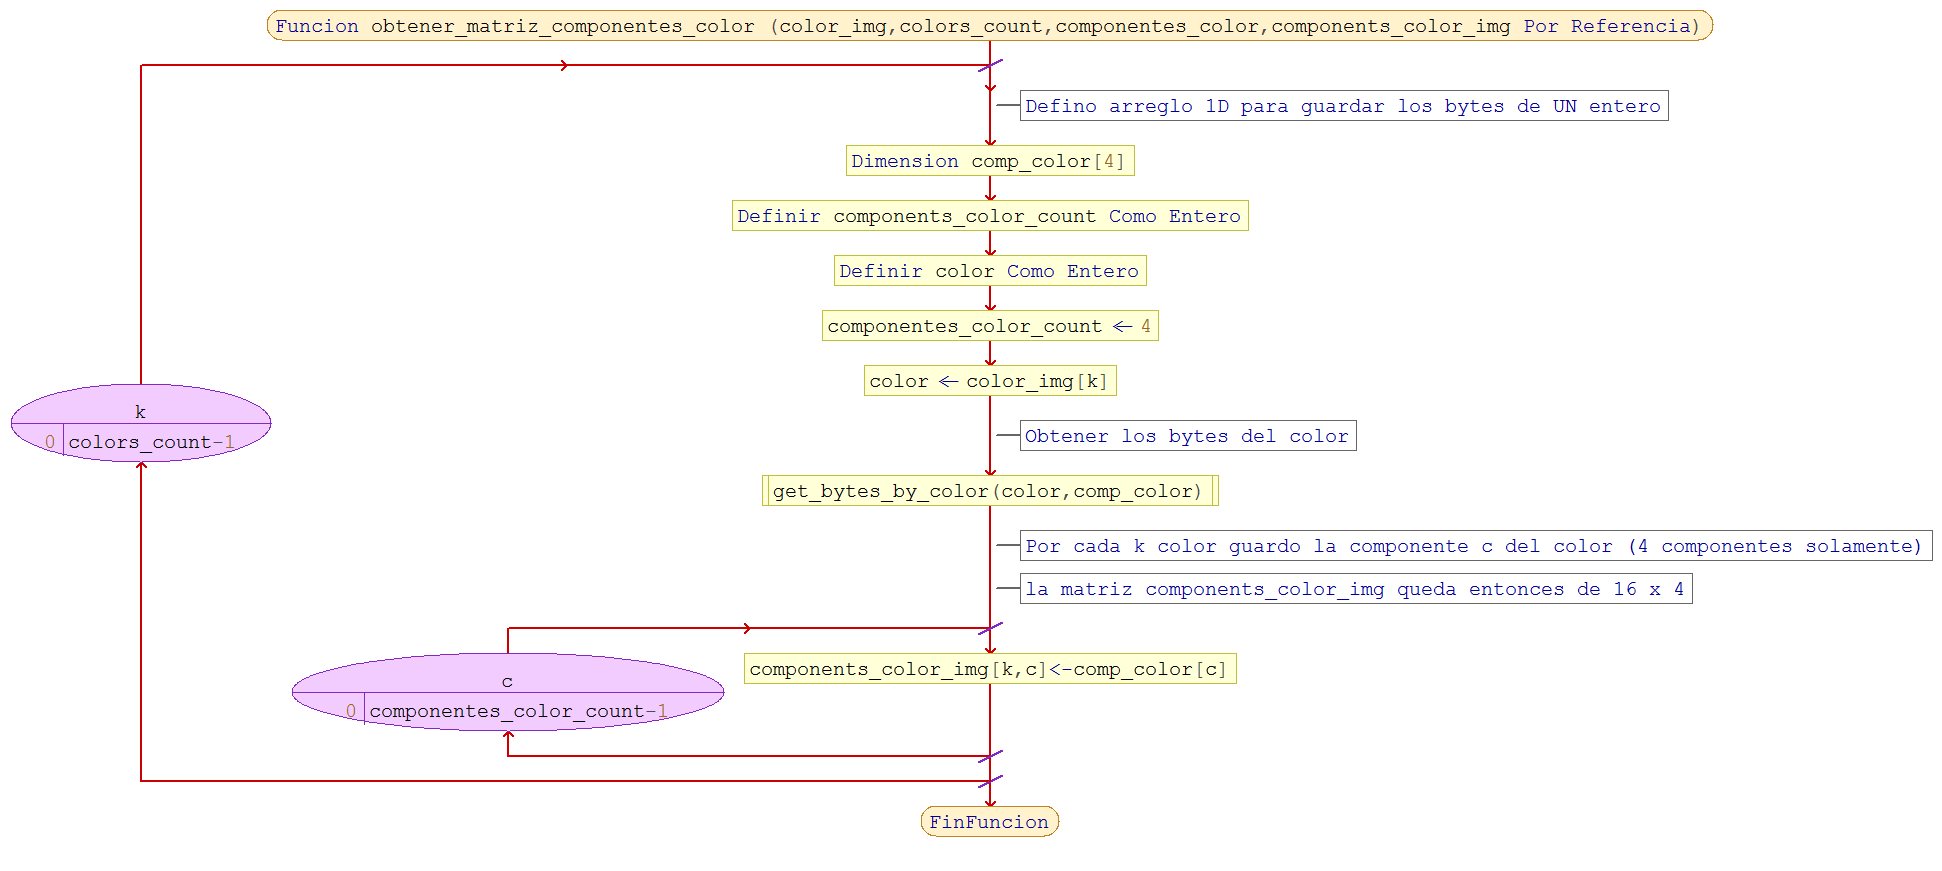 Funcion obtener_matriz_componentes_color (color_img,colors_count,componentes_color,components_color_img Por Referencia)
Defino arreglo 1D para guardar los bytes de UN entero
Dimension comp_color[4]
Definir components_color_count Como Entero
Definir color Como Entero
componentes_color_count ← 4
color ← color_img[k]
k
0 colors_count-1
Obtener los bytes del color
get_bytes_by_color(color,comp_color)
Por cada k color guardo la componente c del color (4 componentes solamente)
la matriz components_color_img queda entonces de 16 x 4
c
0 componentes_color_count-1
components_color_img[k,c]<-comp_color[c]
FinFuncion